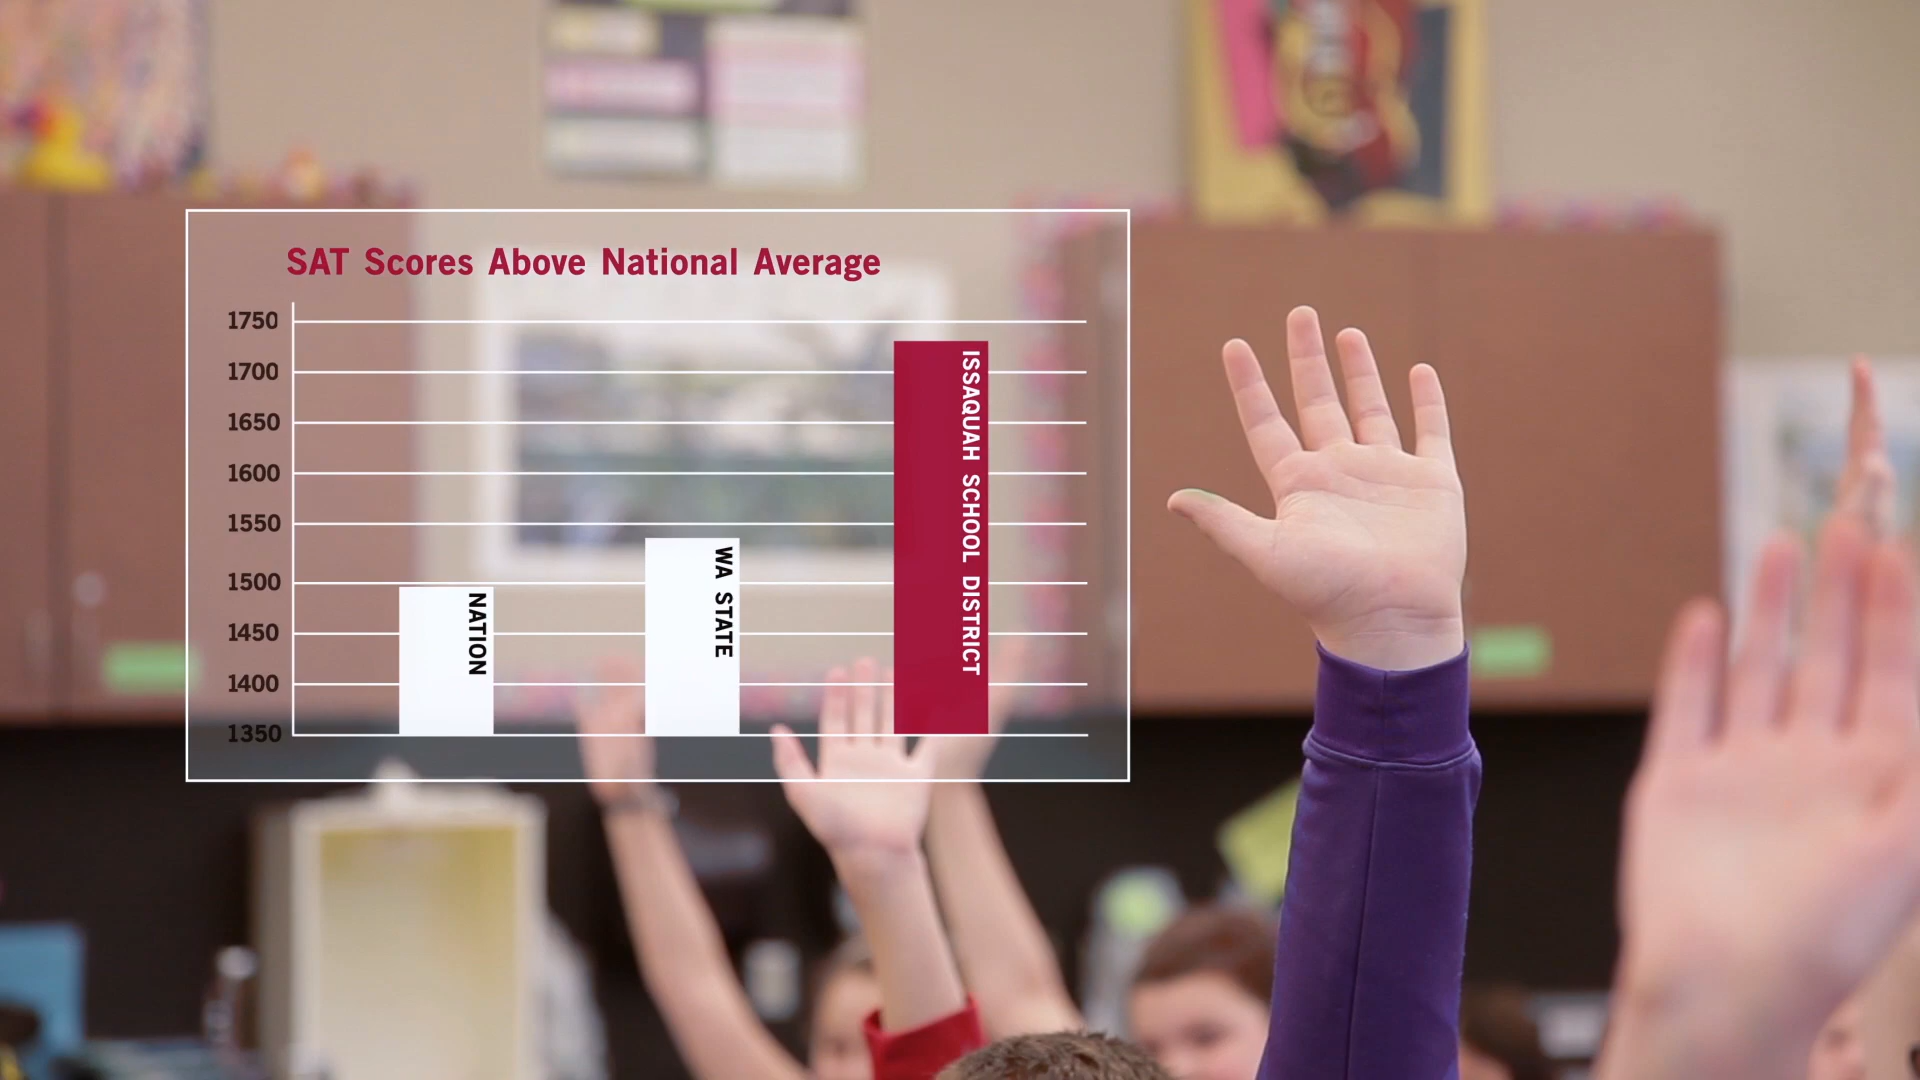 SAT Scores Above National Average
1750
1700
1650
1600
1550
1500
1450
1400
1350
NATION
WA STATE
ISSAQUAH SCHOOL DISTRICT